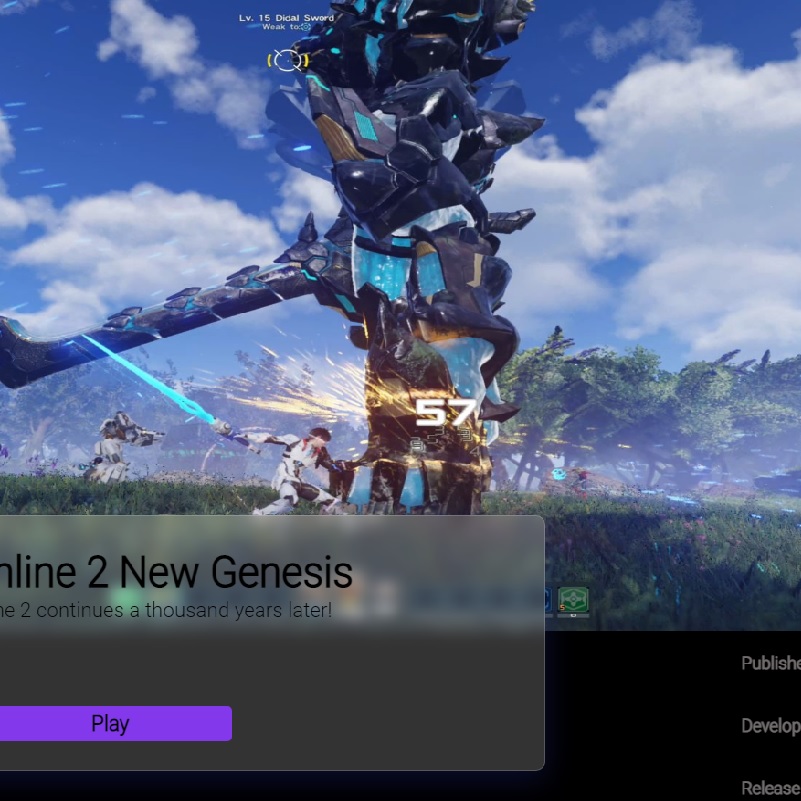 Lv. 15 Dical Sword
Weak to:
57
nline 2 New Genesis
ne 2 continues a thousand years later!
Play
Publishe
Develop
Release